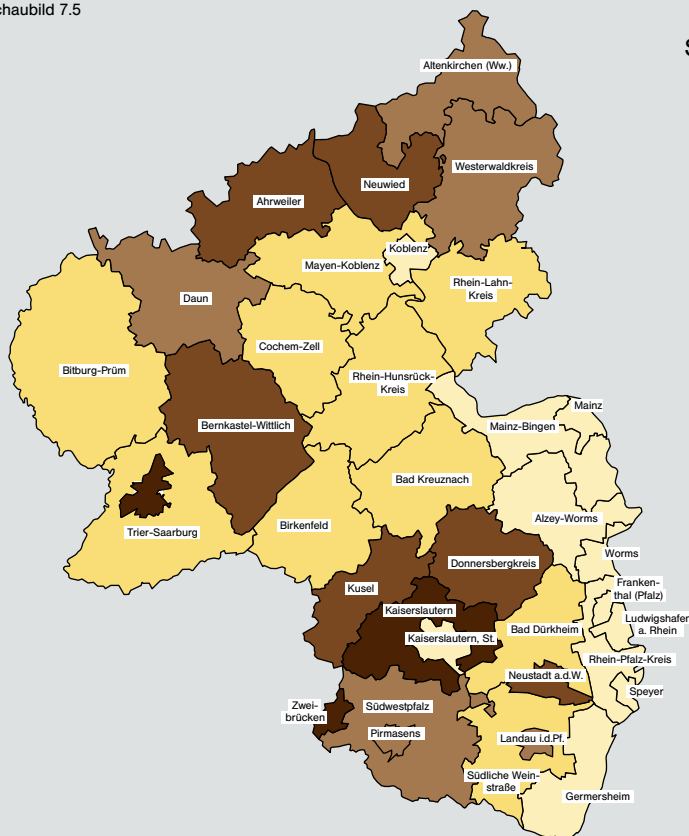 chaubild 7.5
S
Altenkirchen (Ww.)
Westerwaldkreis
Neuwied
Ahrweiler
Koblenz
Mayen-Koblenz
Rhein-Lahn-
Kreis
Daun
Cochem-Zell
Bitburg-Prüm
Rhein-Hunsrück-
Kreis
Mainz
Bernkastel-Wittlich
Mainz-Bingen
Bad Kreuznach
Alzey-Worms
Birkenfeld
Trier-Saarburg
Worms
Donnersbergkreis
Kusel
Franken-
thal (Pfalz)
Kaiserslautern
Ludwigshafen
a. Rhein
Bad Dürkheim
Kaiserslautern, St.
Rhein-Pfalz-Kreis
Neustadt a.d.W.
Speyer
Zwei-
brücken
Südwestpfalz
Pirmasens
Landau i.d.Pf.
Südliche Wein-
straße
Germersheim